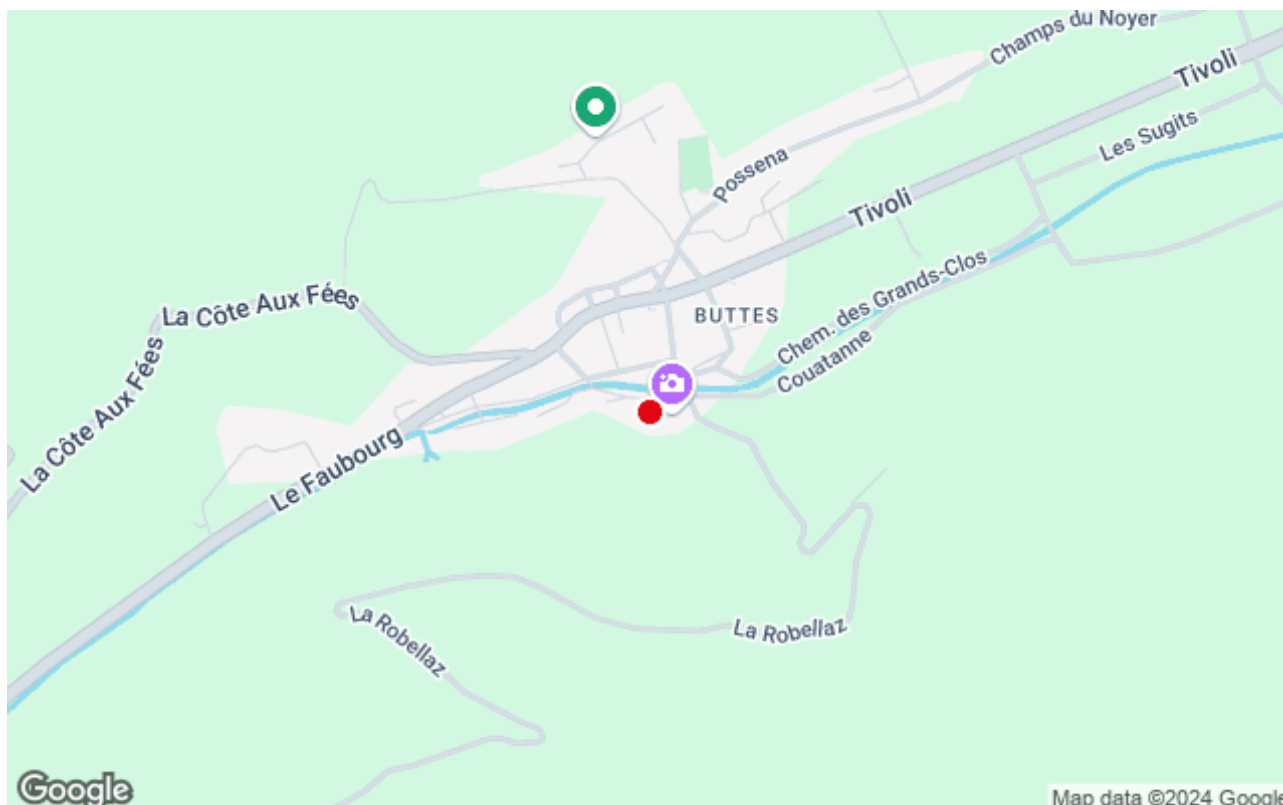 Champs du Noyer
Tivoli
Les Sugits
Possena
Tivoli
La Côte Aux Fées
BUTTES
Chem. des Grands-Clos
Couatanne
La Côte Aux Fées
Le Faubourg
La Robellaz
La Robellaz
Google
Map data ©2024 Google